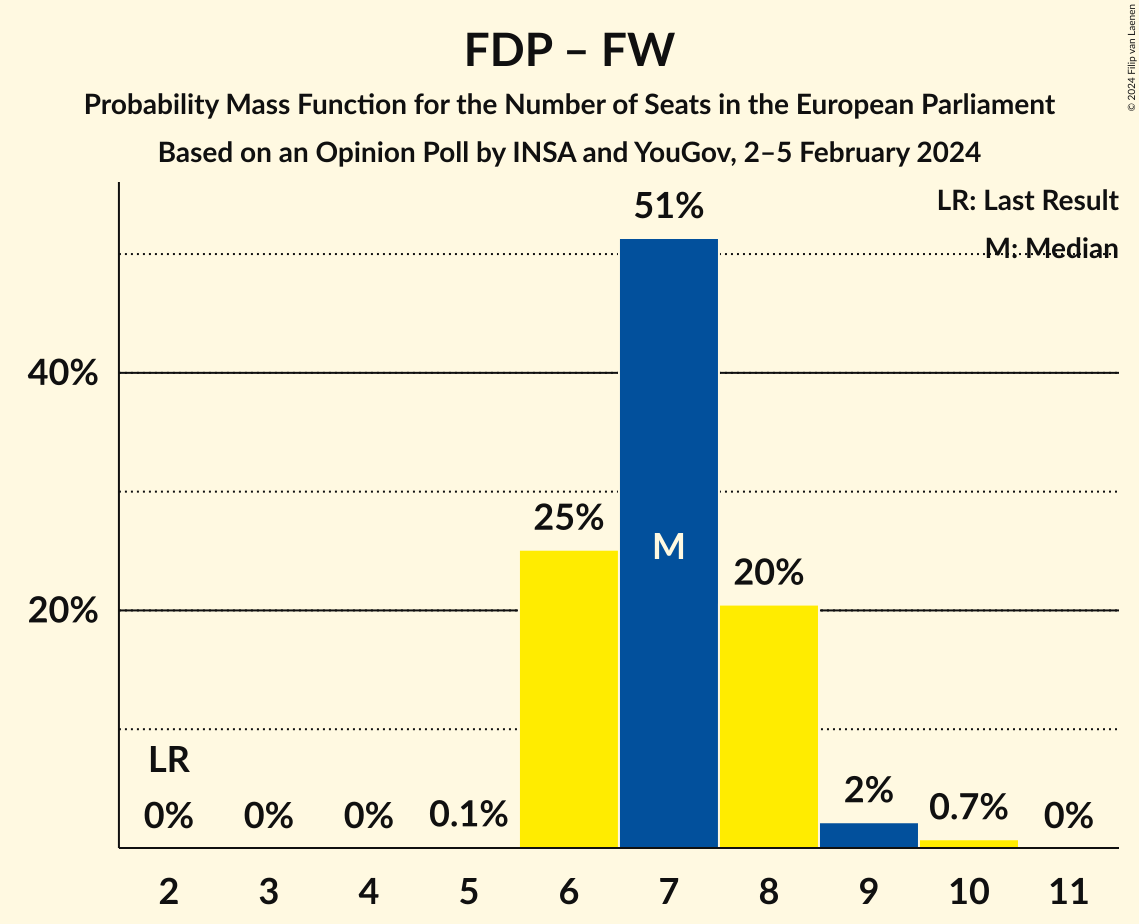 FDP – FW
Probability Mass Function for the Number of Seats in the European Parliament
Based on an Opinion Poll by INSA and YouGov, 2–5 February 2024
© 2024 Filip van Laenen
LR: Last Result
M: Median
51%
40%
25%
M
20%
20%
LR
0%
0%
0%
0.1%
2%
0.7%
0%
2 3 4 5 6 7 8 9 10 11